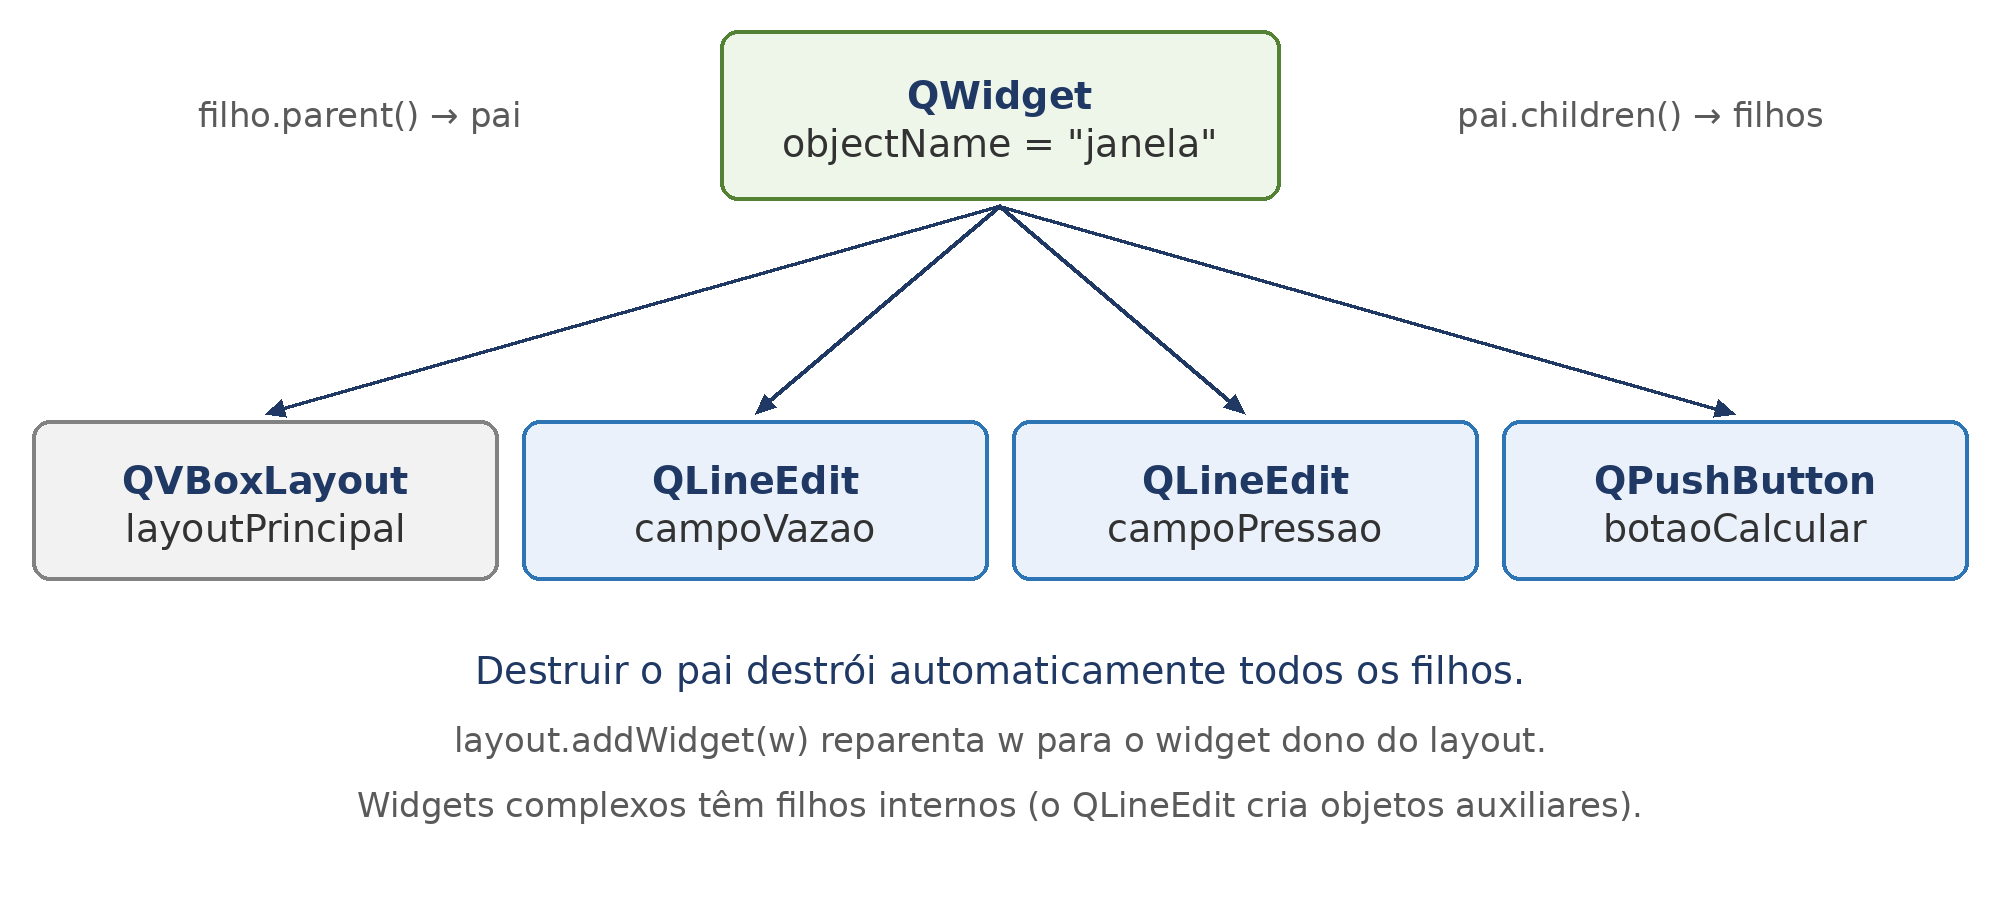 filho.parent() → pai
QWidget
objectName = "janela"
pai.children() → filhos
QVBoxLayout
layoutPrincipal
QLineEdit
campoVazao
QLineEdit
campoPressao
QPushButton
botaoCalcular
Destruir o pai destrói automaticamente todos os filhos.
layout.addWidget(w) reparenta w para o widget dono do layout.
Widgets complexos têm filhos internos (o QLineEdit cria objetos auxiliares).